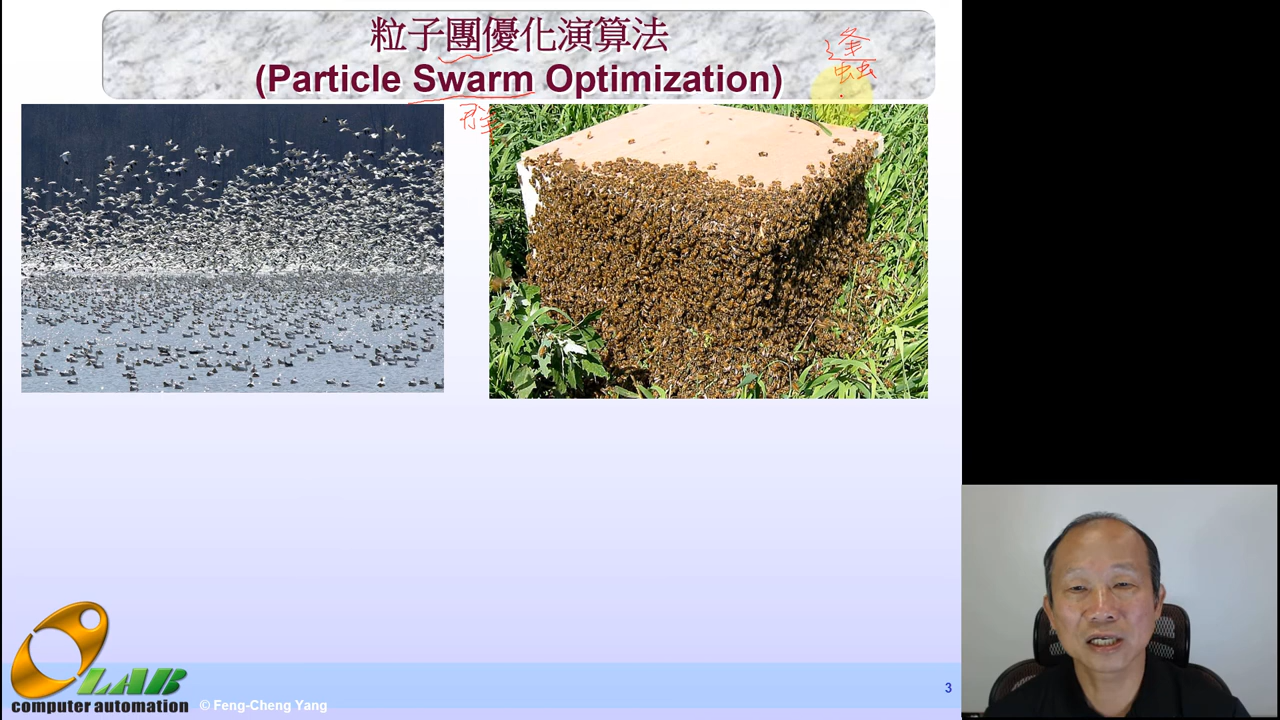 粒子團優化演算法
(Particle Swarm Optimization)
群
LAB
computer automation
© Feng-Cheng Yang
3